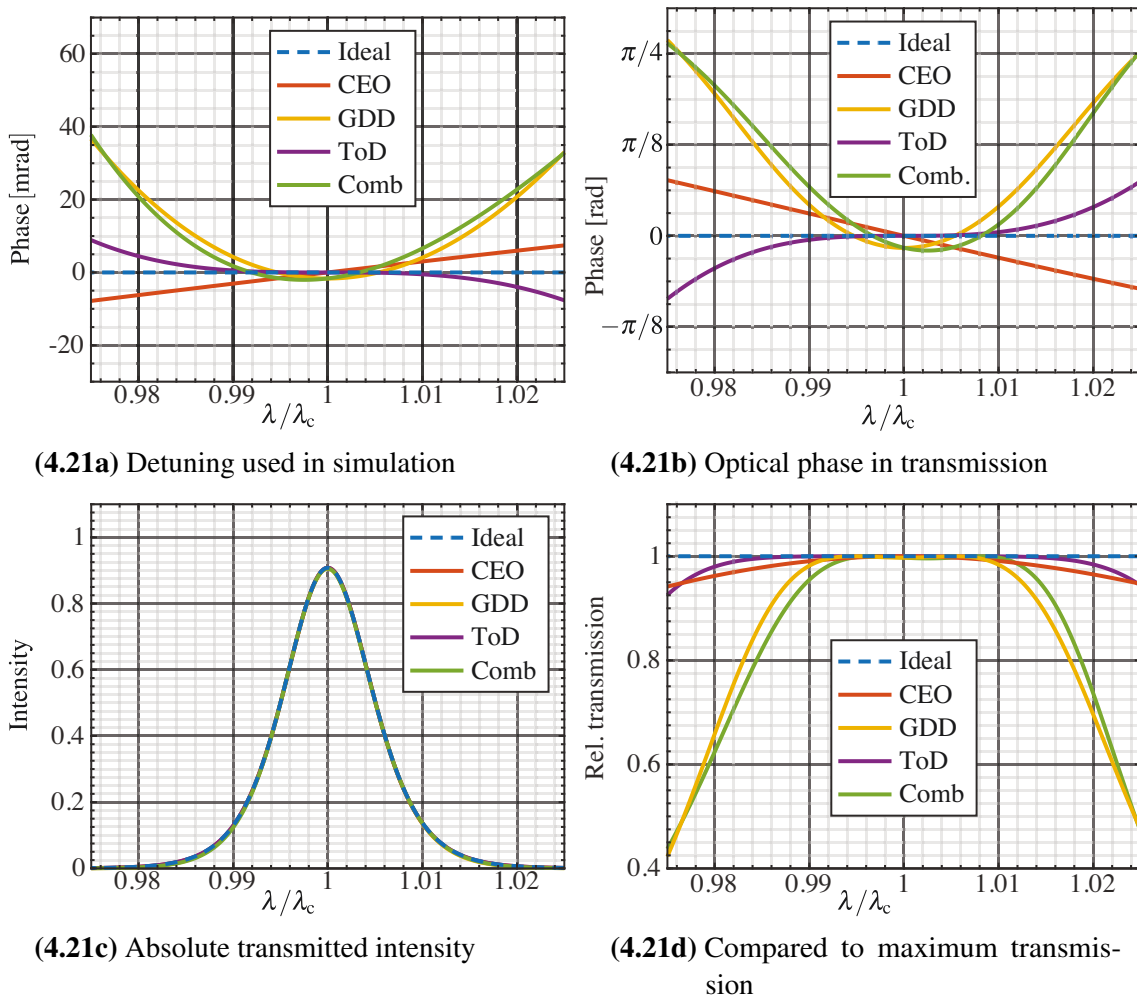 60
40
20
0
-20
Phase [mrad]
Ideal
CEO
GDD
ToD
Comb
0.98
0.99
1
1.01
1.02
λ/λc
(4.21a) Detuning used in simulation
π/4
π/8
0
−π/8
Phase [rad]
Ideal
CEO
GDD
ToD
Comb.
0.98
0.99
1
1.01
1.02
λ/λc
(4.21b) Optical phase in transmission
1
0.8
0.6
0.4
0.2
0
Intensity
Ideal
CEO
GDD
ToD
Comb
0.98
0.99
1
1.01
1.02
λ/λc
(4.21c) Absolute transmitted intensity
1
0.8
0.6
0.4
Rel. transmission
Ideal
CEO
GDD
ToD
Comb
0.98
0.99
1
1.01
1.02
λ/λc
(4.21d) Compared to maximum transmis-
sion